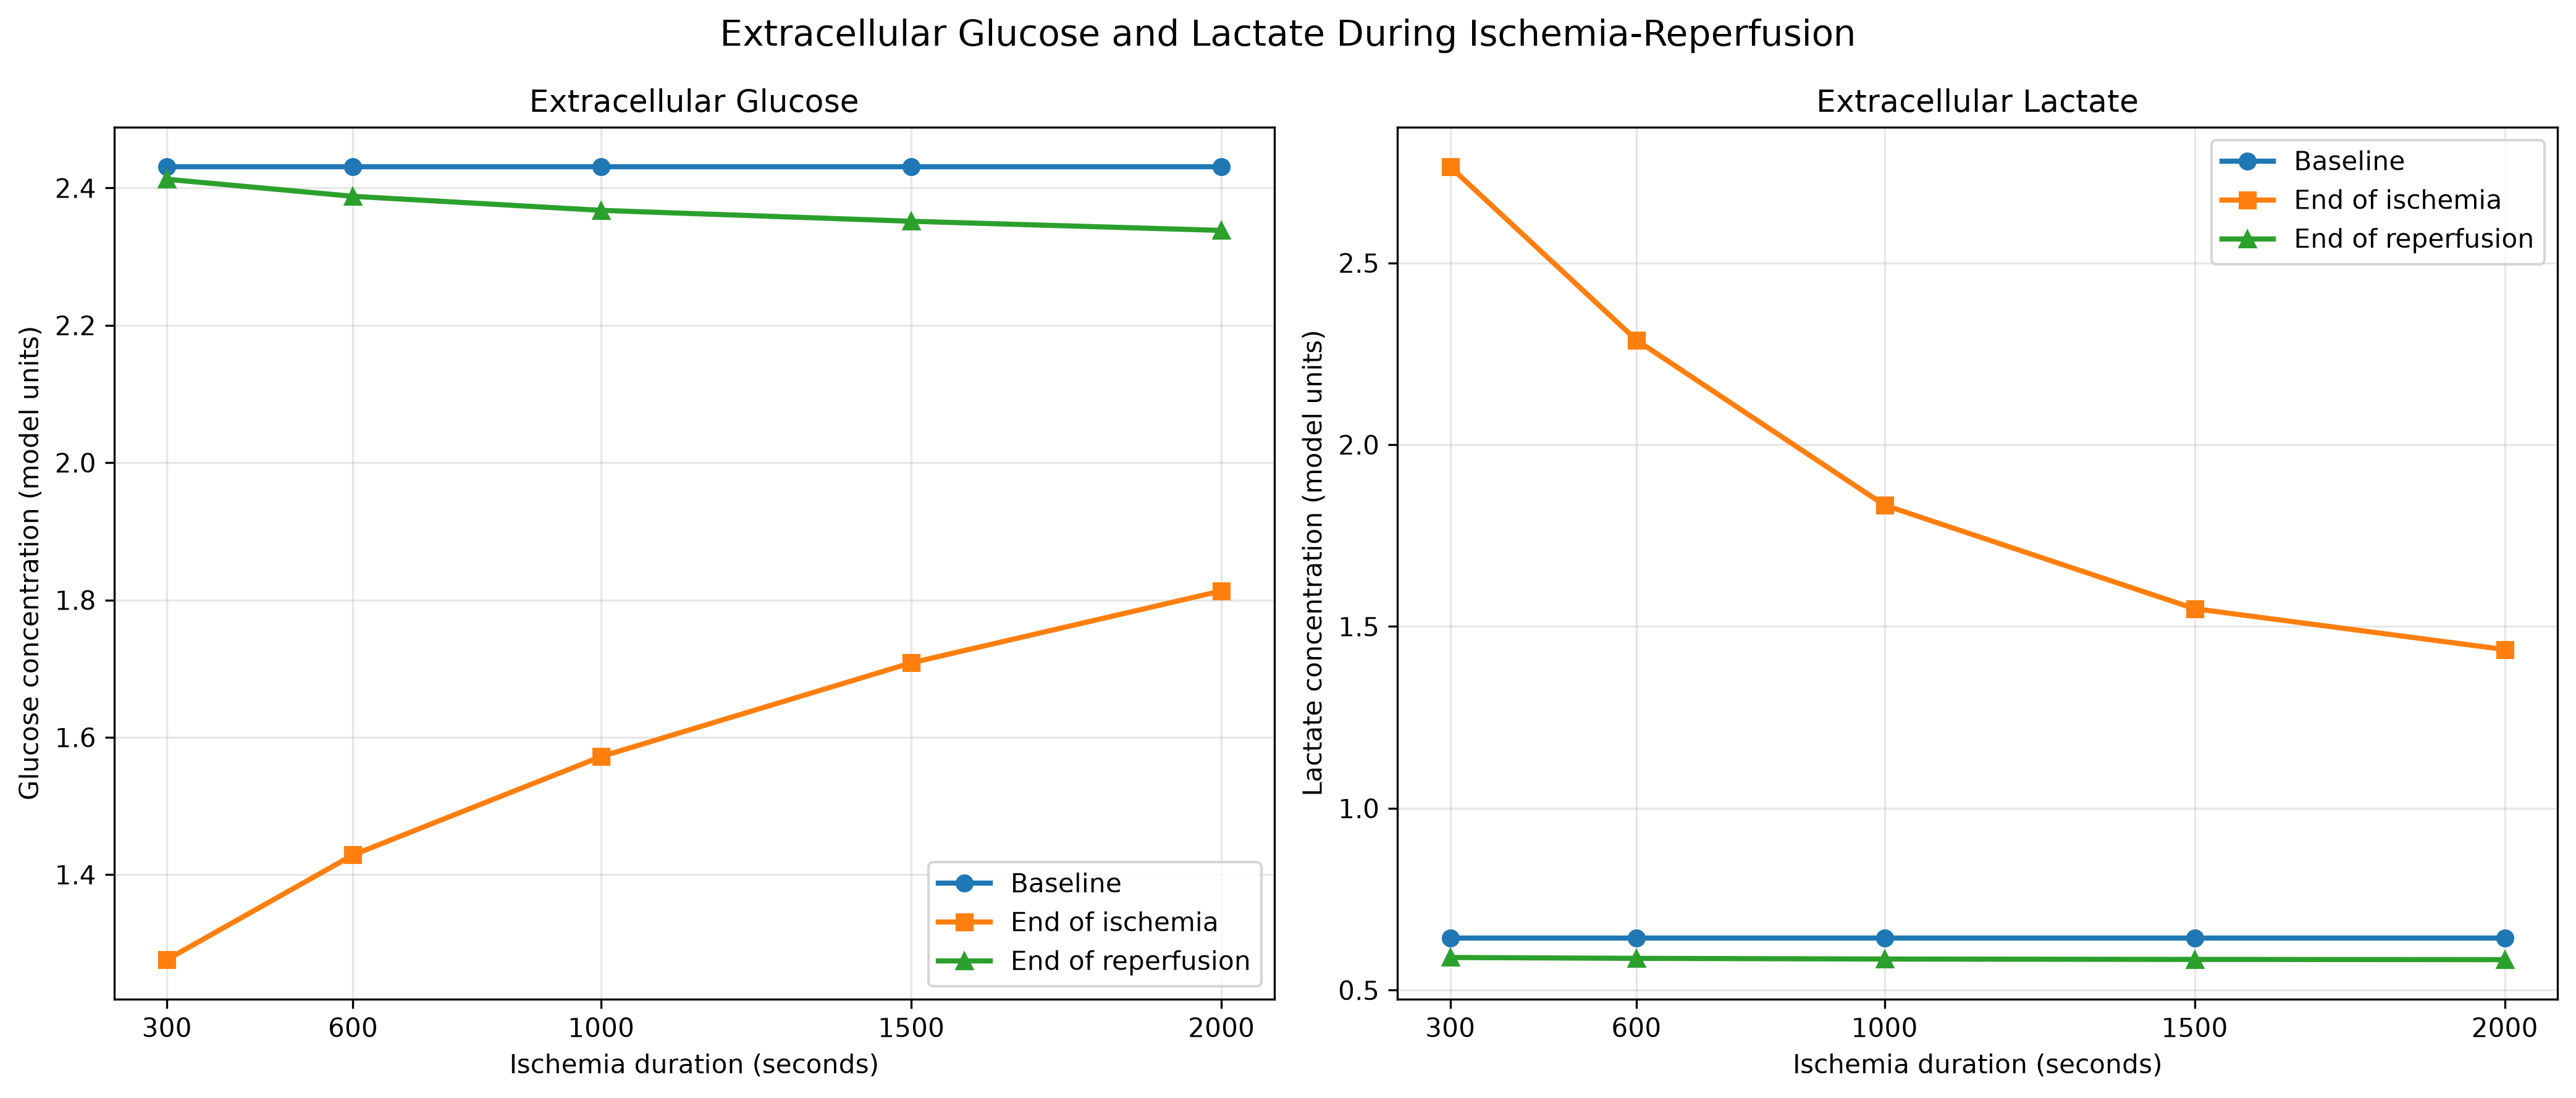 Extracellular Glucose and Lactate During Ischemia-Reperfusion
Extracellular Glucose
Glucose concentration (model units)
2.4
2.2
2.0
1.8
1.6
1.4
300 600 1000 1500 2000
Ischemia duration (seconds)
Baseline
End of ischemia
End of reperfusion
Extracellular Lactate
Lactate concentration (model units)
2.5
2.0
1.5
1.0
0.5
300 600 1000 1500 2000
Ischemia duration (seconds)
Baseline
End of ischemia
End of reperfusion